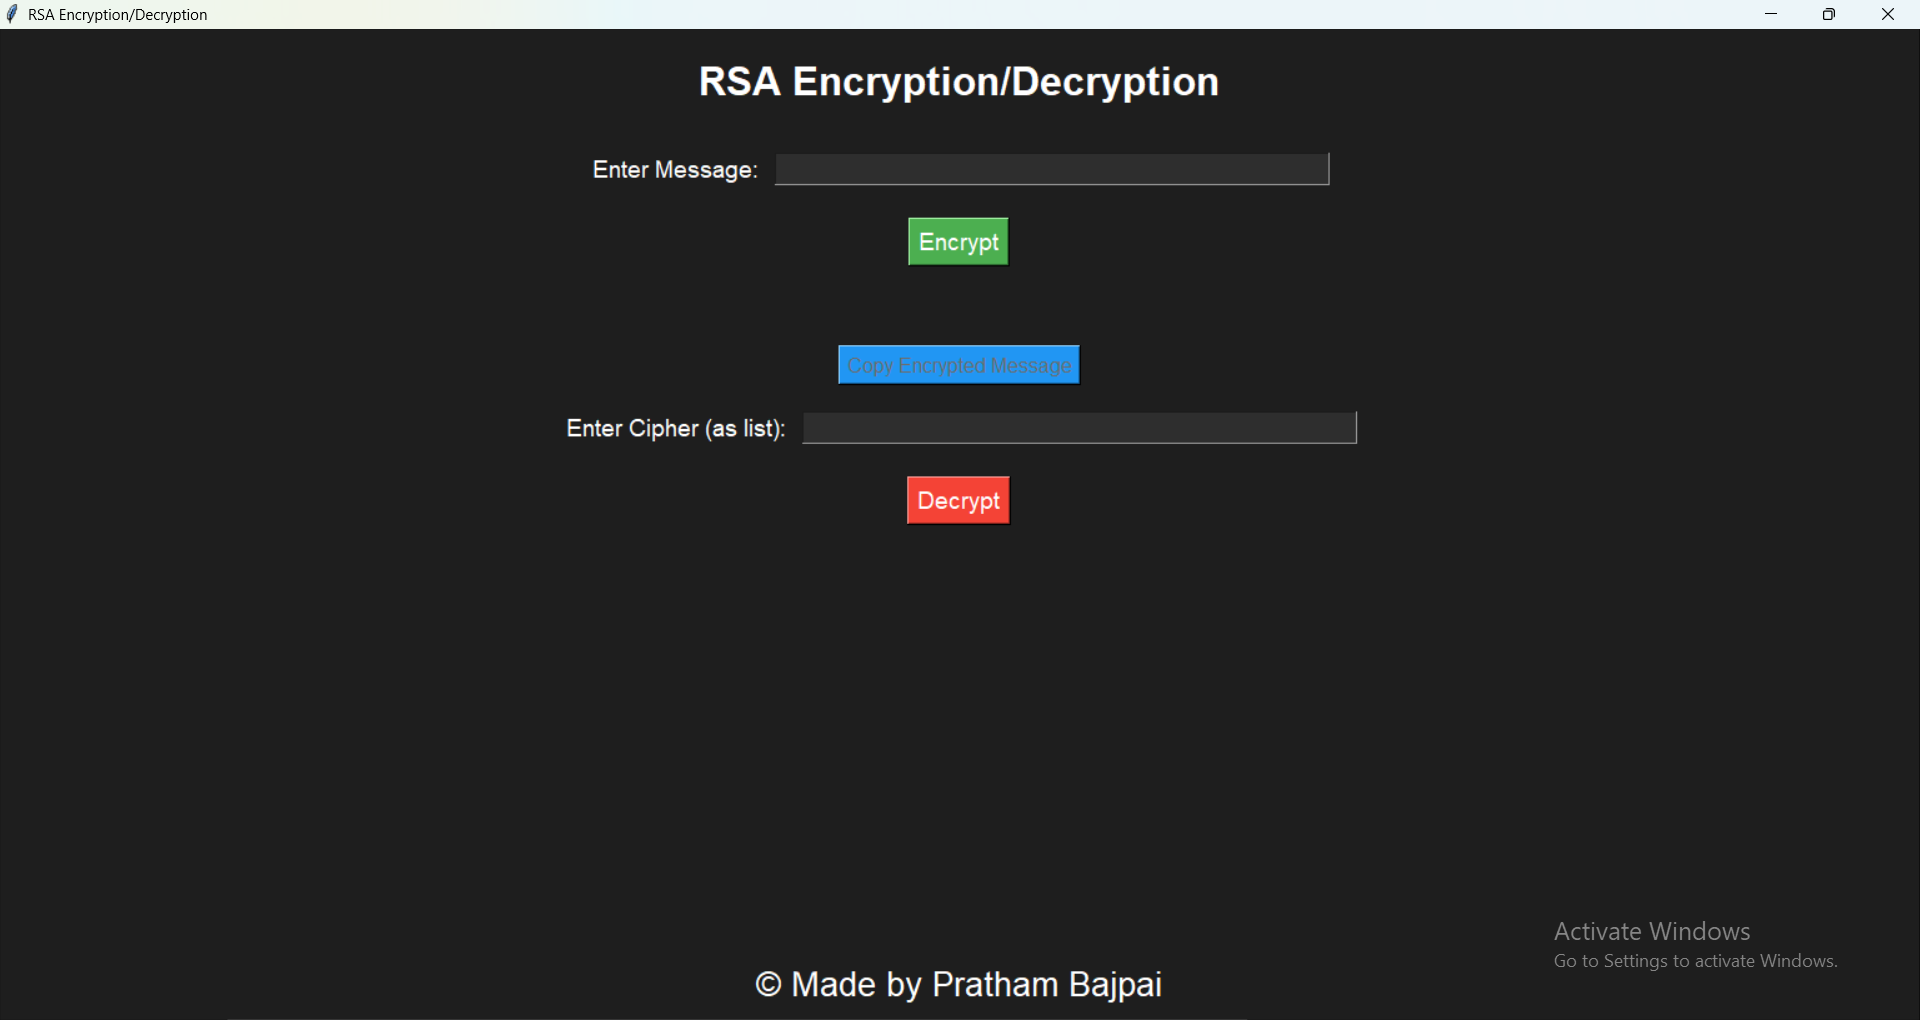 RSA Encryption/Decryption
RSA Encryption/Decryption
Enter Message:
Encrypt
Copy Encrypted Message
Enter Cipher (as list):
Decrypt
Activate Windows
Go to Settings to activate Windows.
© Made by Pratham Bajpai